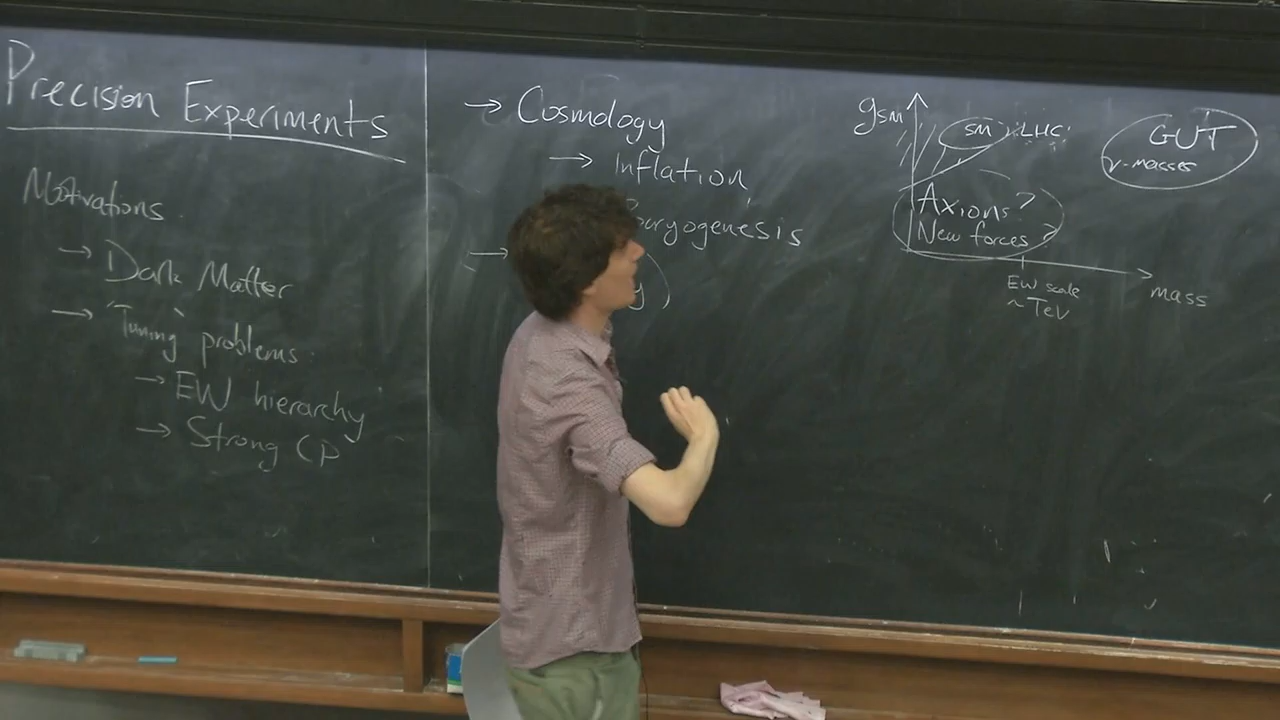 Precision Experiments
Motivations
→ Dark Matter
→ "Tuning" problems:
→ EW hierarchy
→ Strong CP
→ Cosmology
→ Inflation
Baryogenesis
→
gSM
SM LHC
GUT
ν-masses
Axions?
New forces?
EW scale
~TeV
mass